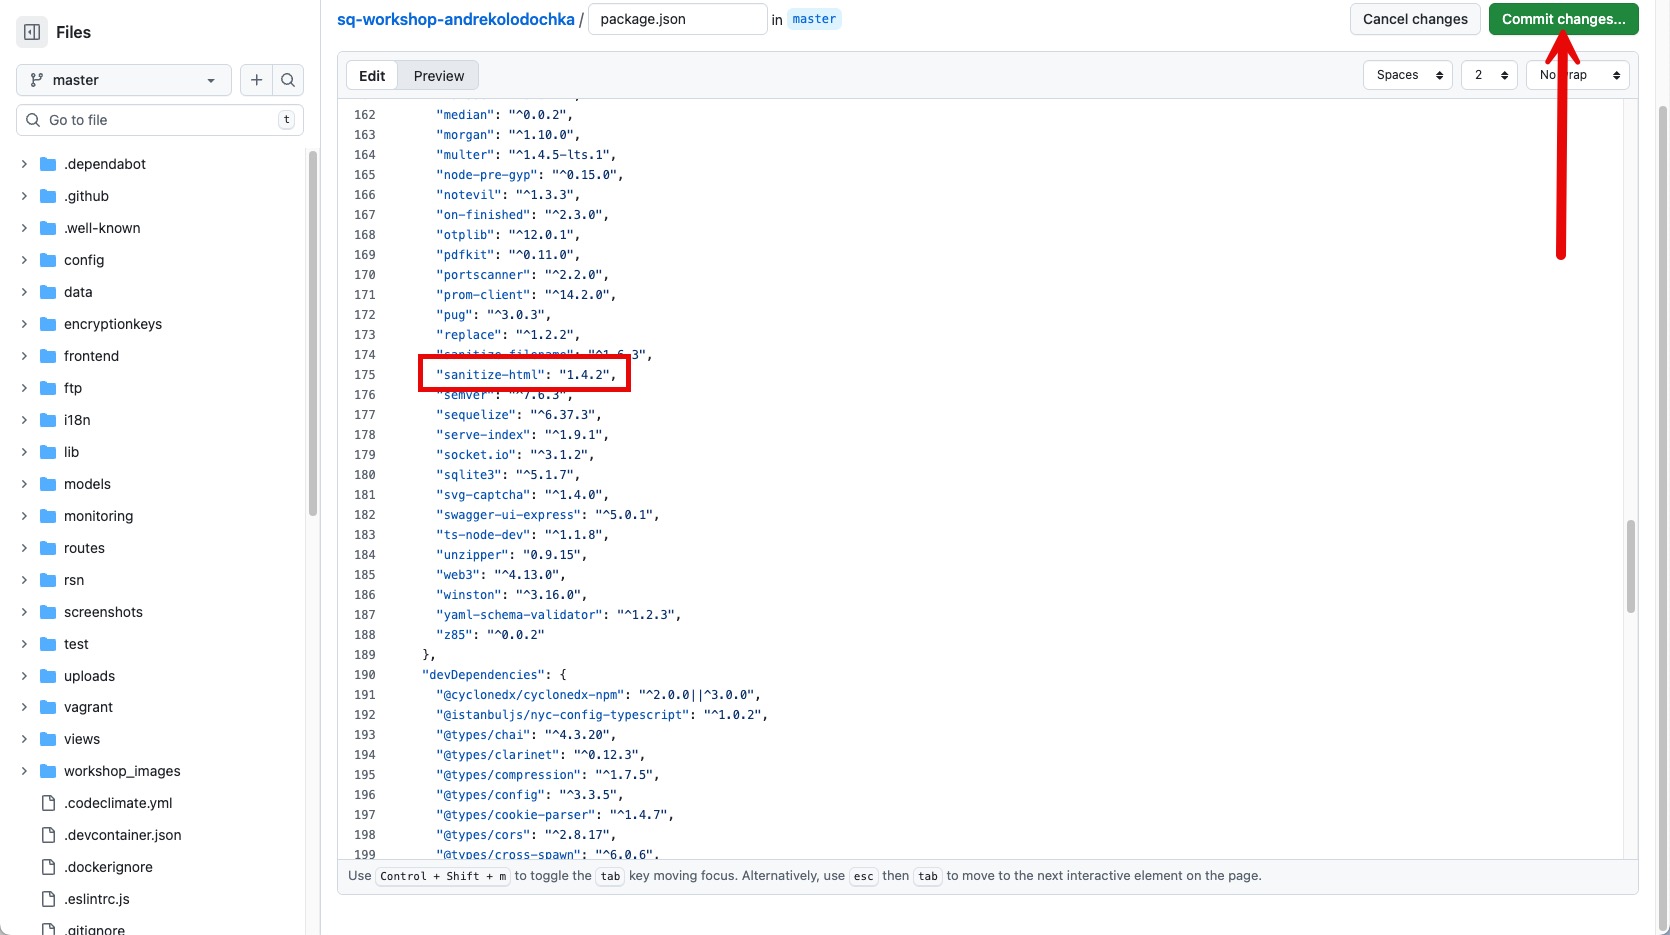 Files
master
Go to file
t
.dependabot
.github
.well-known
config
data
encryptionkeys
frontend
ftp
i18n
lib
models
monitoring
routes
rsn
screenshots
test
uploads
vagrant
views
workshop_images
.codeclimate.yml
.devcontainer.json
.dockerignore
.eslintrc.js
.gitignore
sq-workshop-andrekolodochka / package.json in master
Cancel changes
Commit changes...
Edit
Preview
Spaces
2
No wrap
162 "median": "^0.0.2",
163 "morgan": "^1.10.0",
164 "multer": "^1.4.5-lts.1",
165 "node-pre-gyp": "^0.15.0",
166 "notevil": "^1.3.3",
167 "on-finished": "^2.3.0",
168 "otplib": "^12.0.1",
169 "pdfkit": "^0.11.0",
170 "portscanner": "^2.2.0",
171 "prom-client": "^14.2.0",
172 "pug": "^3.0.3",
173 "replace": "^1.2.2",
174 "sanitize-filename": "^1.6.3",
175 "sanitize-html": "1.4.2",
176 "semver": "^7.6.3",
177 "sequelize": "^6.37.3",
178 "serve-index": "^1.9.1",
179 "socket.io": "^3.1.2",
180 "sqlite3": "^5.1.7",
181 "svg-captcha": "^1.4.0",
182 "swagger-ui-express": "^5.0.1",
183 "ts-node-dev": "^1.1.8",
184 "unzipper": "0.9.15",
185 "web3": "^4.13.0",
186 "winston": "^3.16.0",
187 "yaml-schema-validator": "^1.2.3",
188 "z85": "^0.0.2"
189 },
190 "devDependencies": {
191 "@cyclonedx/cyclonedx-npm": "^2.0.0||^3.0.0",
192 "@istanbuljs/nyc-config-typescript": "^1.0.2",
193 "@types/chai": "^4.3.20",
194 "@types/clarinet": "^0.12.3",
195 "@types/compression": "^1.7.5",
196 "@types/config": "^3.3.5",
197 "@types/cookie-parser": "^1.4.7",
198 "@types/cors": "^2.8.17",
199 "@types/cross-spawn": "^6.0.6",
Use Control + Shift + m to toggle the tab key moving focus. Alternatively, use esc then tab to move to the next interactive element on the page.